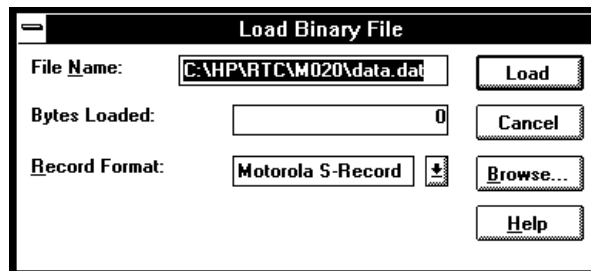 Load Binary File
File Name: C:\HP\RTC\M020\data.dat Load
Bytes Loaded: 0 Cancel
Record Format: Motorola S-Record Browse...
Help